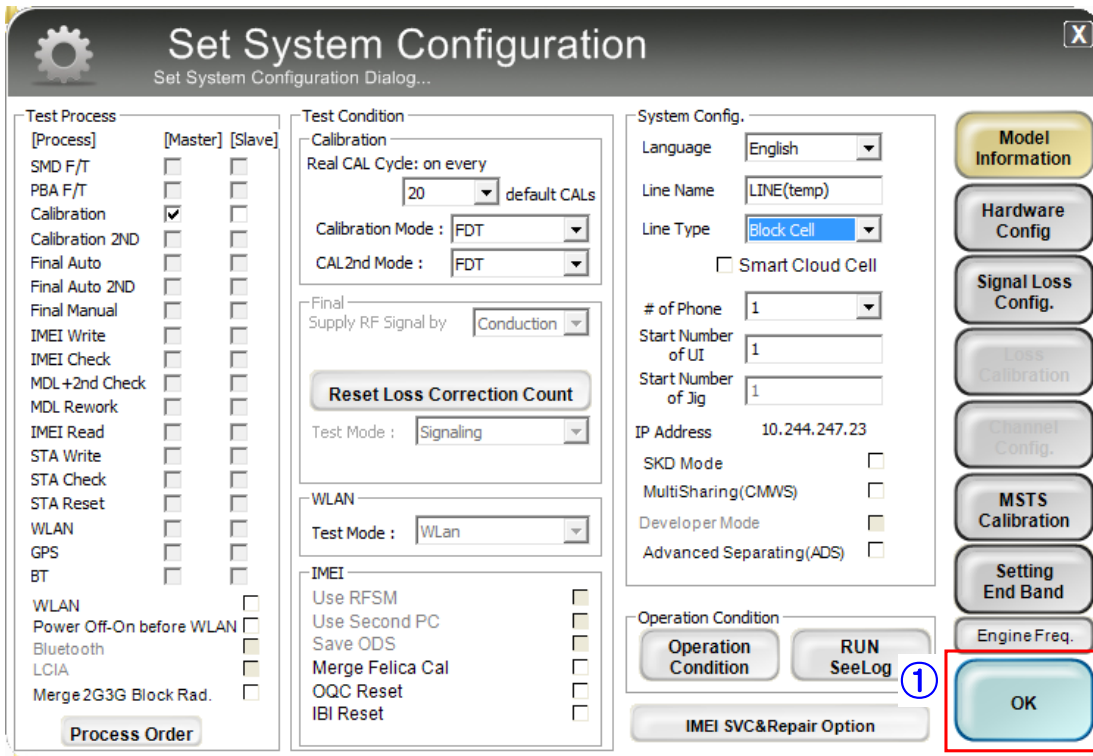 Set System Configuration
Set System Configuration Dialog...
X
Test Process
[Process] [Master] [Slave]
SMD F/T
PBA F/T
Calibration
Calibration 2ND
Final Auto
Final Auto 2ND
Final Manual
IMEI Write
IMEI Check
MDL+2nd Check
MDL Rework
IMEI Read
STA Write
STA Check
STA Reset
WLAN
GPS
BT
WLAN
Power Off-On before WLAN
Bluetooth
LCIA
Merge 2G3G Block Rad.
Process Order
Test Condition
Calibration
Real CAL Cycle: on every
20 default CALs
Calibration Mode : FDT
CAL2nd Mode : FDT
Final
Supply RF Signal by Conduction
Reset Loss Correction Count
Test Mode : Signaling
WLAN
Test Mode : WLan
IMEI
Use RFSM
Use Second PC
Save ODS
Merge Felica Cal
OQC Reset
IBI Reset
System Config.
Language English
Line Name LINE(temp)
Line Type Block Cell
Smart Cloud Cell
# of Phone 1
Start Number
of UI 1
Start Number
of Jig 1
IP Address 10.244.247.23
SKD Mode
MultiSharing(CMWS)
Developer Mode
Advanced Separating(ADS)
Operation Condition
Operation
Condition
RUN
SeeLog
IMEI SVC&Repair Option
Model
Information
Hardware
Config
Signal Loss
Config.
Loss
Calibration
Channel
Config.
MSTS
Calibration
Setting
End Band
Engine Freq.
①
OK